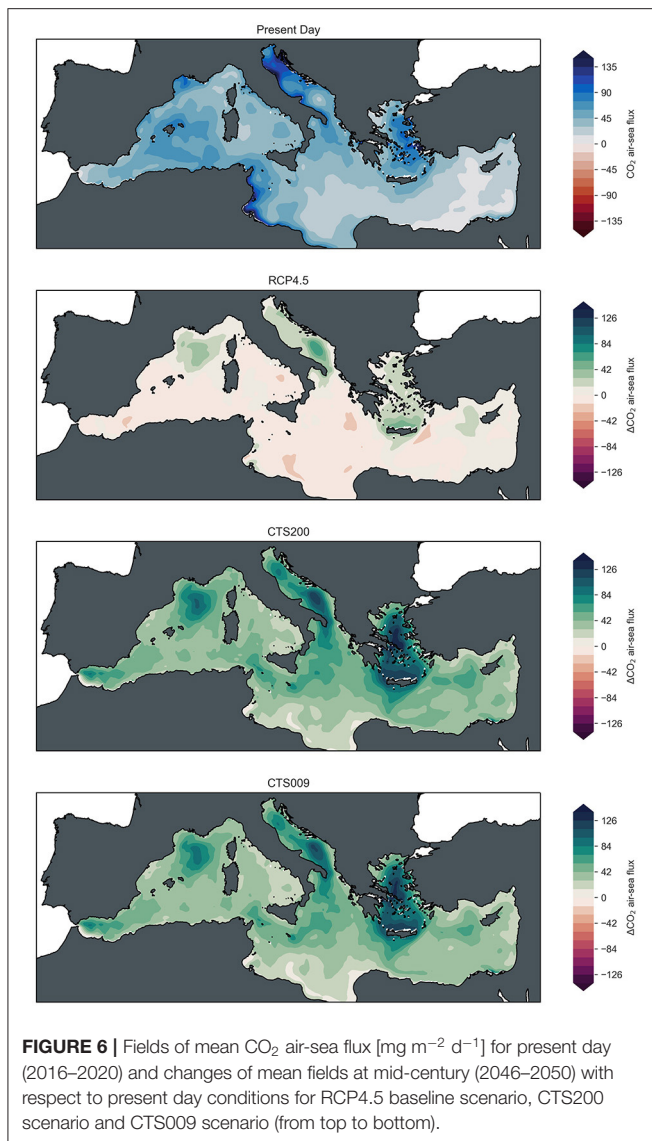 Present Day
135
90
45
0
−45
−90
−135
CO₂ air-sea flux
RCP4.5
126
84
42
0
−42
−84
−126
ΔCO₂ air-sea flux
CTS200
126
84
42
0
−42
−84
−126
ΔCO₂ air-sea flux
CTS009
126
84
42
0
−42
−84
−126
ΔCO₂ air-sea flux
FIGURE 6 | Fields of mean CO₂ air-sea flux [mg m⁻² d⁻¹] for present day
(2016–2020) and changes of mean fields at mid-century (2046–2050) with
respect to present day conditions for RCP4.5 baseline scenario, CTS200
scenario and CTS009 scenario (from top to bottom).